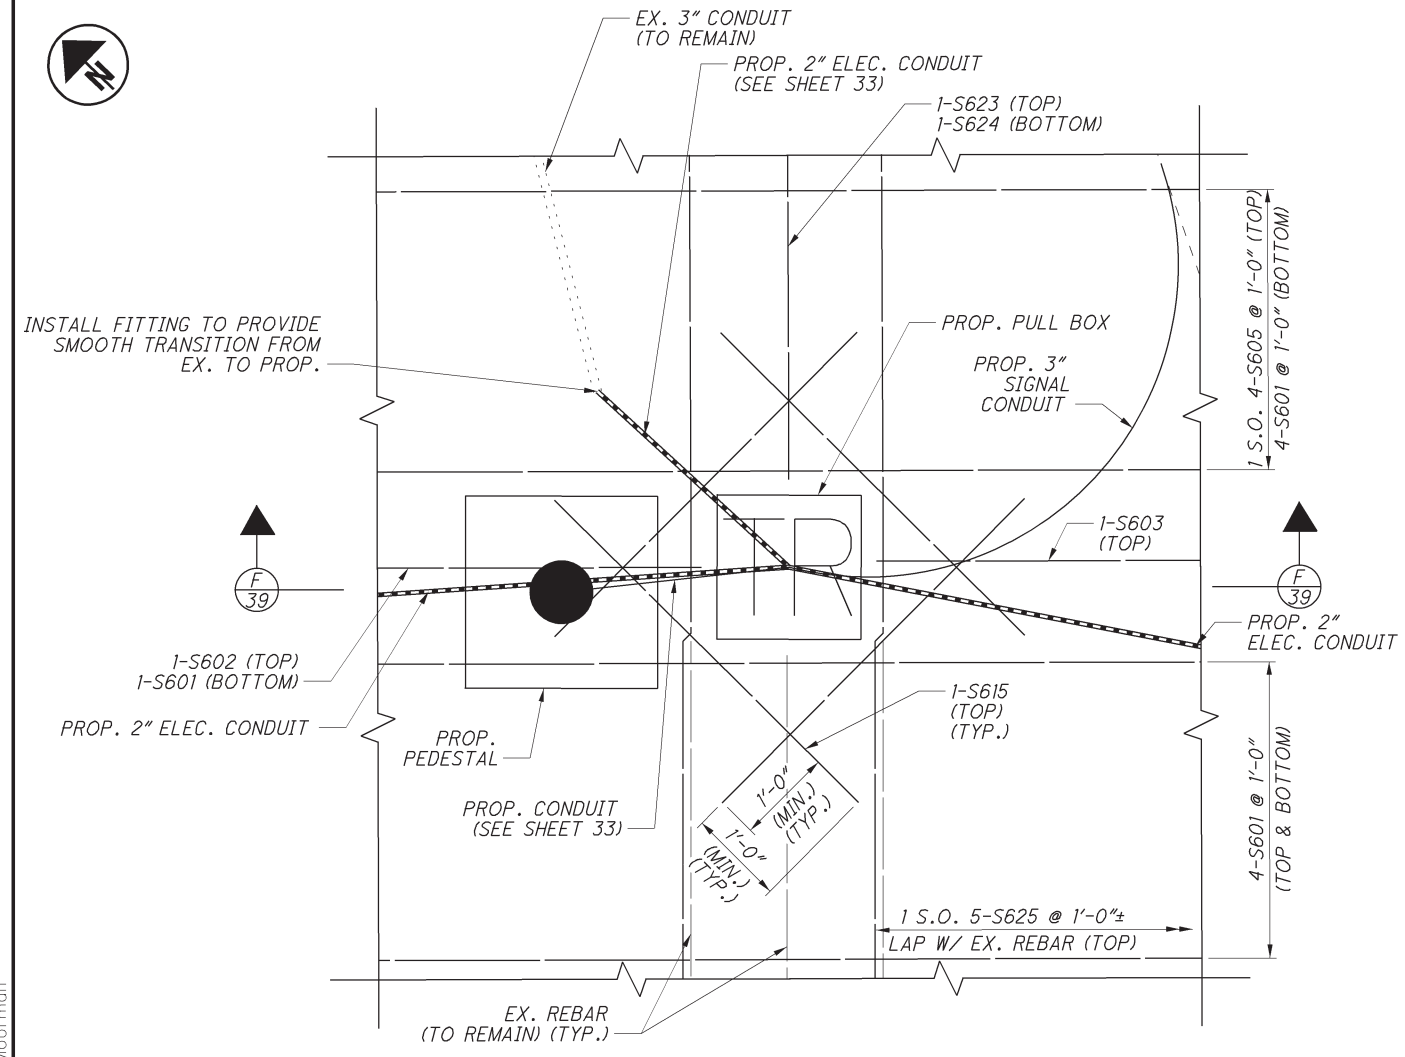 EX. 3" CONDUIT
(TO REMAIN)
PROP. 2" ELEC. CONDUIT
(SEE SHEET 33)
1-S623 (TOP)
1-S624 (BOTTOM)
N
INSTALL FITTING TO PROVIDE
SMOOTH TRANSITION FROM
EX. TO PROP.
PROP. PULL BOX
PROP. 3"
SIGNAL
CONDUIT
1 S.O. 4-S605 @ 1'-0" (TOP)
4-S601 @ 1'-0" (BOTTOM)
1-S603
(TOP)
TR
F
39
F
39
PROP. 2"
ELEC. CONDUIT
1-S602 (TOP)
1-S601 (BOTTOM)
PROP. 2" ELEC. CONDUIT
PROP.
PEDESTAL
PROP. CONDUIT
(SEE SHEET 33)
1-S615
(TOP)
(TYP.)
1'-0"
(MIN.)
(TYP.)
1'-0"
(MIN.)
(TYP.)
4-S601 @ 1'-0"
(TOP & BOTTOM)
1 S.O. 5-S625 @ 1'-0"±
LAP W/ EX. REBAR (TOP)
EX. REBAR
(TO REMAIN) (TYP.)